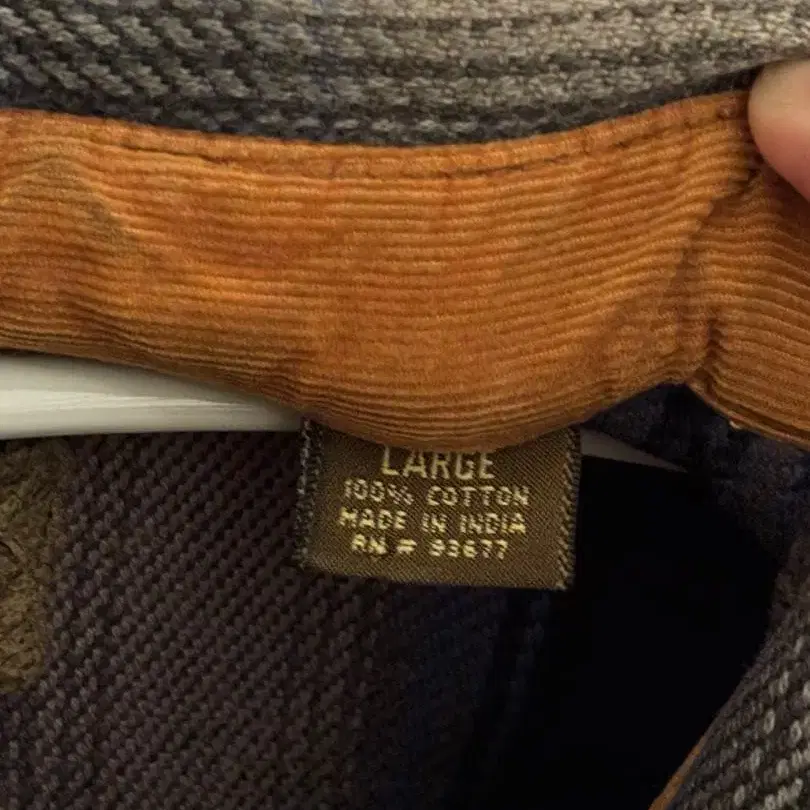 LARGE
100% COTTON
MADE IN INDIA
RN # 93677